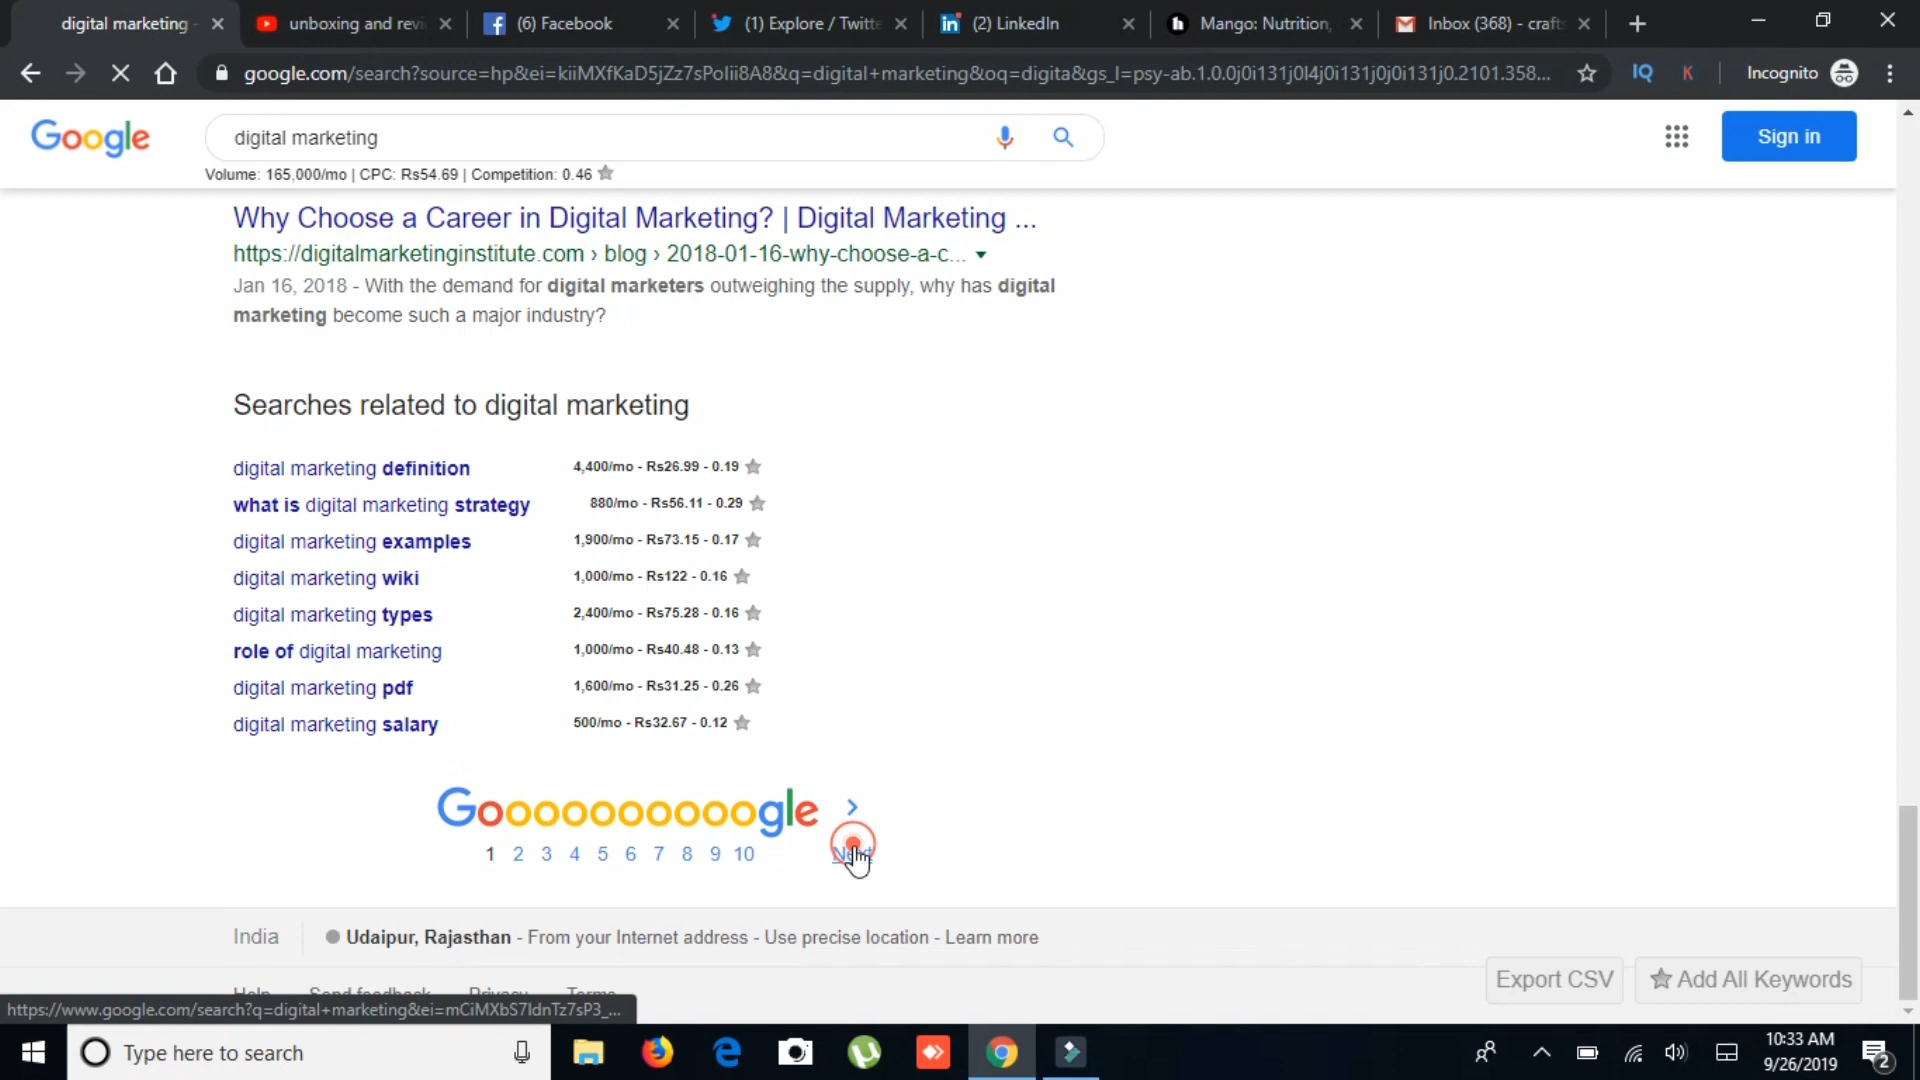 digital marketing -
unboxing and revi
(6) Facebook
(1) Explore / Twitte
(2) LinkedIn
Mango: Nutrition,
Inbox (368) - craft
google.com/search?source=hp&ei=kiiMXfKaD5jZz7sPoIii8A8&q=digital+marketing&oq=digita&gs_l=psy-ab.1.0.0j0i131j0l4j0i131j0j0i131j0.2101.358...
IQ
K
Incognito
Google
digital marketing
Sign in
Volume: 165,000/mo | CPC: Rs54.69 | Competition: 0.46
Why Choose a Career in Digital Marketing? | Digital Marketing ...
https://digitalmarketinginstitute.com › blog › 2018-01-16-why-choose-a-c...
Jan 16, 2018 - With the demand for digital marketers outweighing the supply, why has digital
marketing become such a major industry?
Searches related to digital marketing
digital marketing definition 4,400/mo - Rs26.99 - 0.19
what is digital marketing strategy 880/mo - Rs56.11 - 0.29
digital marketing examples 1,900/mo - Rs73.15 - 0.17
digital marketing wiki 1,000/mo - Rs122 - 0.16
digital marketing types 2,400/mo - Rs75.28 - 0.16
role of digital marketing 1,000/mo - Rs40.48 - 0.13
digital marketing pdf 1,600/mo - Rs31.25 - 0.26
digital marketing salary 500/mo - Rs32.67 - 0.12
Goooooooooogle >
1 2 3 4 5 6 7 8 9 10 Next
India
Udaipur, Rajasthan - From your Internet address - Use precise location - Learn more
Help Send feedback Privacy Terms
Export CSV
Add All Keywords
https://www.google.com/search?q=digital+marketing&ei=mCiMXbS7IdnTz7sP3_...
Type here to search
10:33 AM
9/26/2019
2